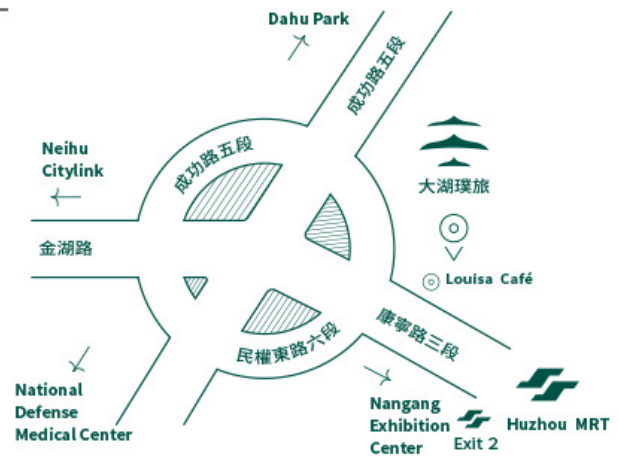 Dahu Park
成功路五段
Neihu
Citylink
成功路五段
大湖璞旅
金湖路
Louisa Café
康寧路三段
民權東路六段
National
Defense
Medical Center
Nangang
Exhibition
Center
Exit 2
Huzhou MRT